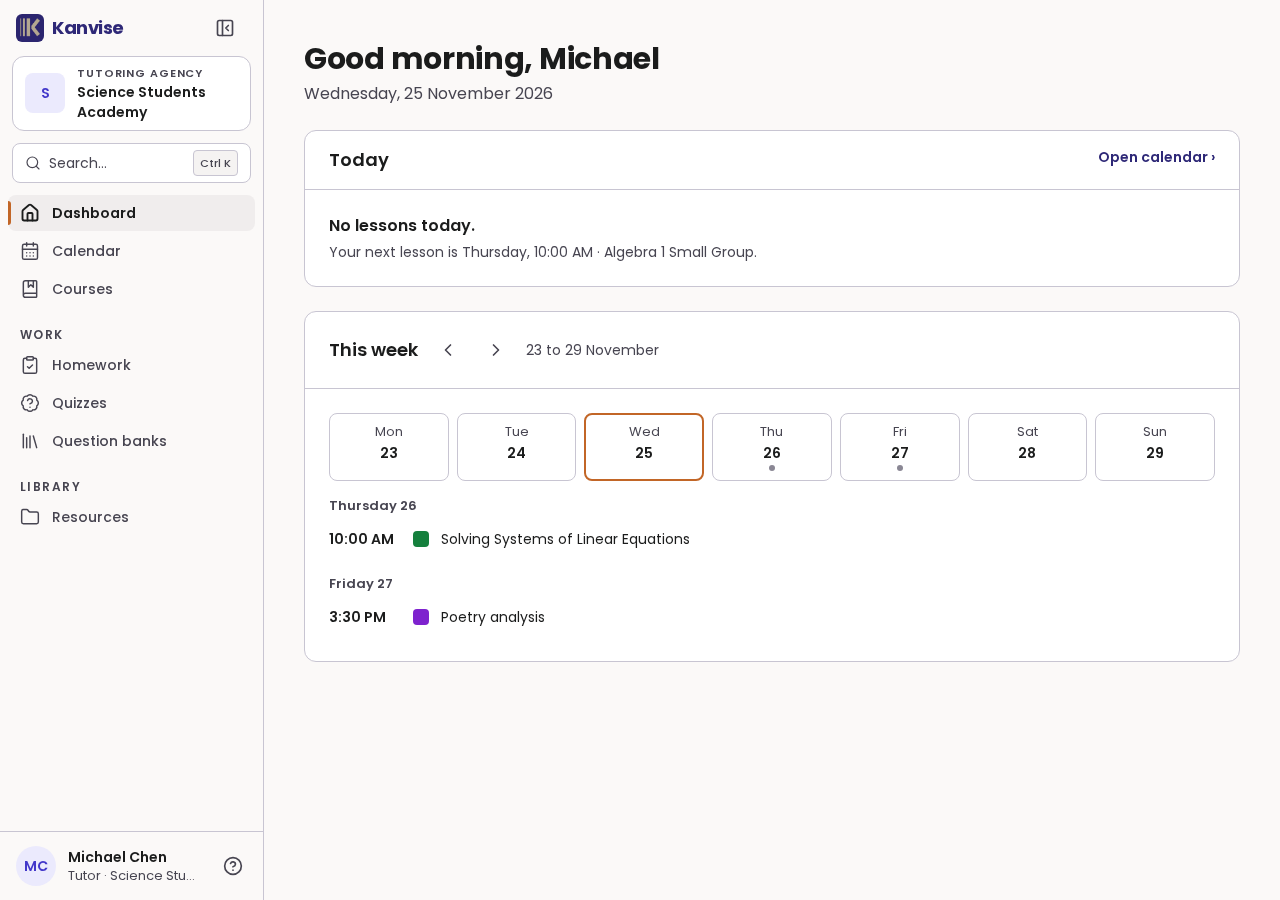 Kanvise
TUTORING AGENCY
S
Science Students
Academy
Search...
Ctrl K
Dashboard
Calendar
Courses
WORK
Homework
Quizzes
Question banks
LIBRARY
Resources
MC
Michael Chen
Tutor · Science Stu...
Good morning, Michael
Wednesday, 25 November 2026
Today
Open calendar ›
No lessons today.
Your next lesson is Thursday, 10:00 AM · Algebra 1 Small Group.
This week
23 to 29 November
Mon Tue Wed Thu Fri Sat Sun
23 24 25 26 27 28 29
Thursday 26
10:00 AM Solving Systems of Linear Equations
Friday 27
3:30 PM Poetry analysis